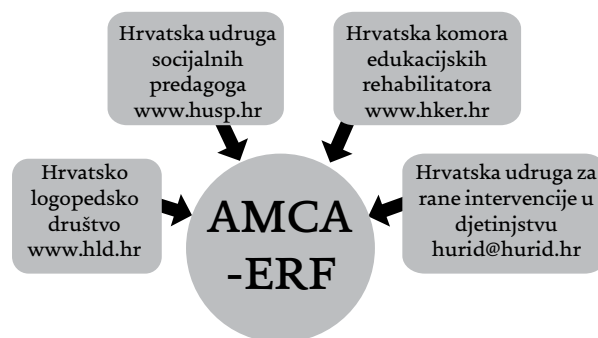 Hrvatska udruga
socijalnih
predagoga
www.husp.hr
Hrvatska komora
edukacijskih
rehabilitatora
www.hker.hr
Hrvatsko
logopedsko
društvo
www.hld.hr
Hrvatska udruga za
rane intervencije u
djetinjstvu
hurid@hurid.hr
AMCA
-ERF